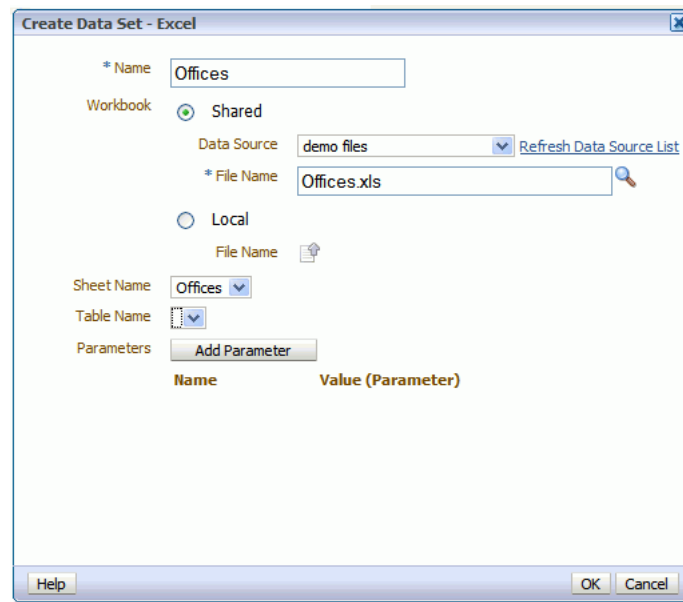 Create Data Set - Excel
* Name Offices
Workbook Shared
Data Source demo files Refresh Data Source List
* File Name Offices.xls
Local
File Name
Sheet Name Offices
Table Name
Parameters Add Parameter
Name Value (Parameter)
Help OK Cancel